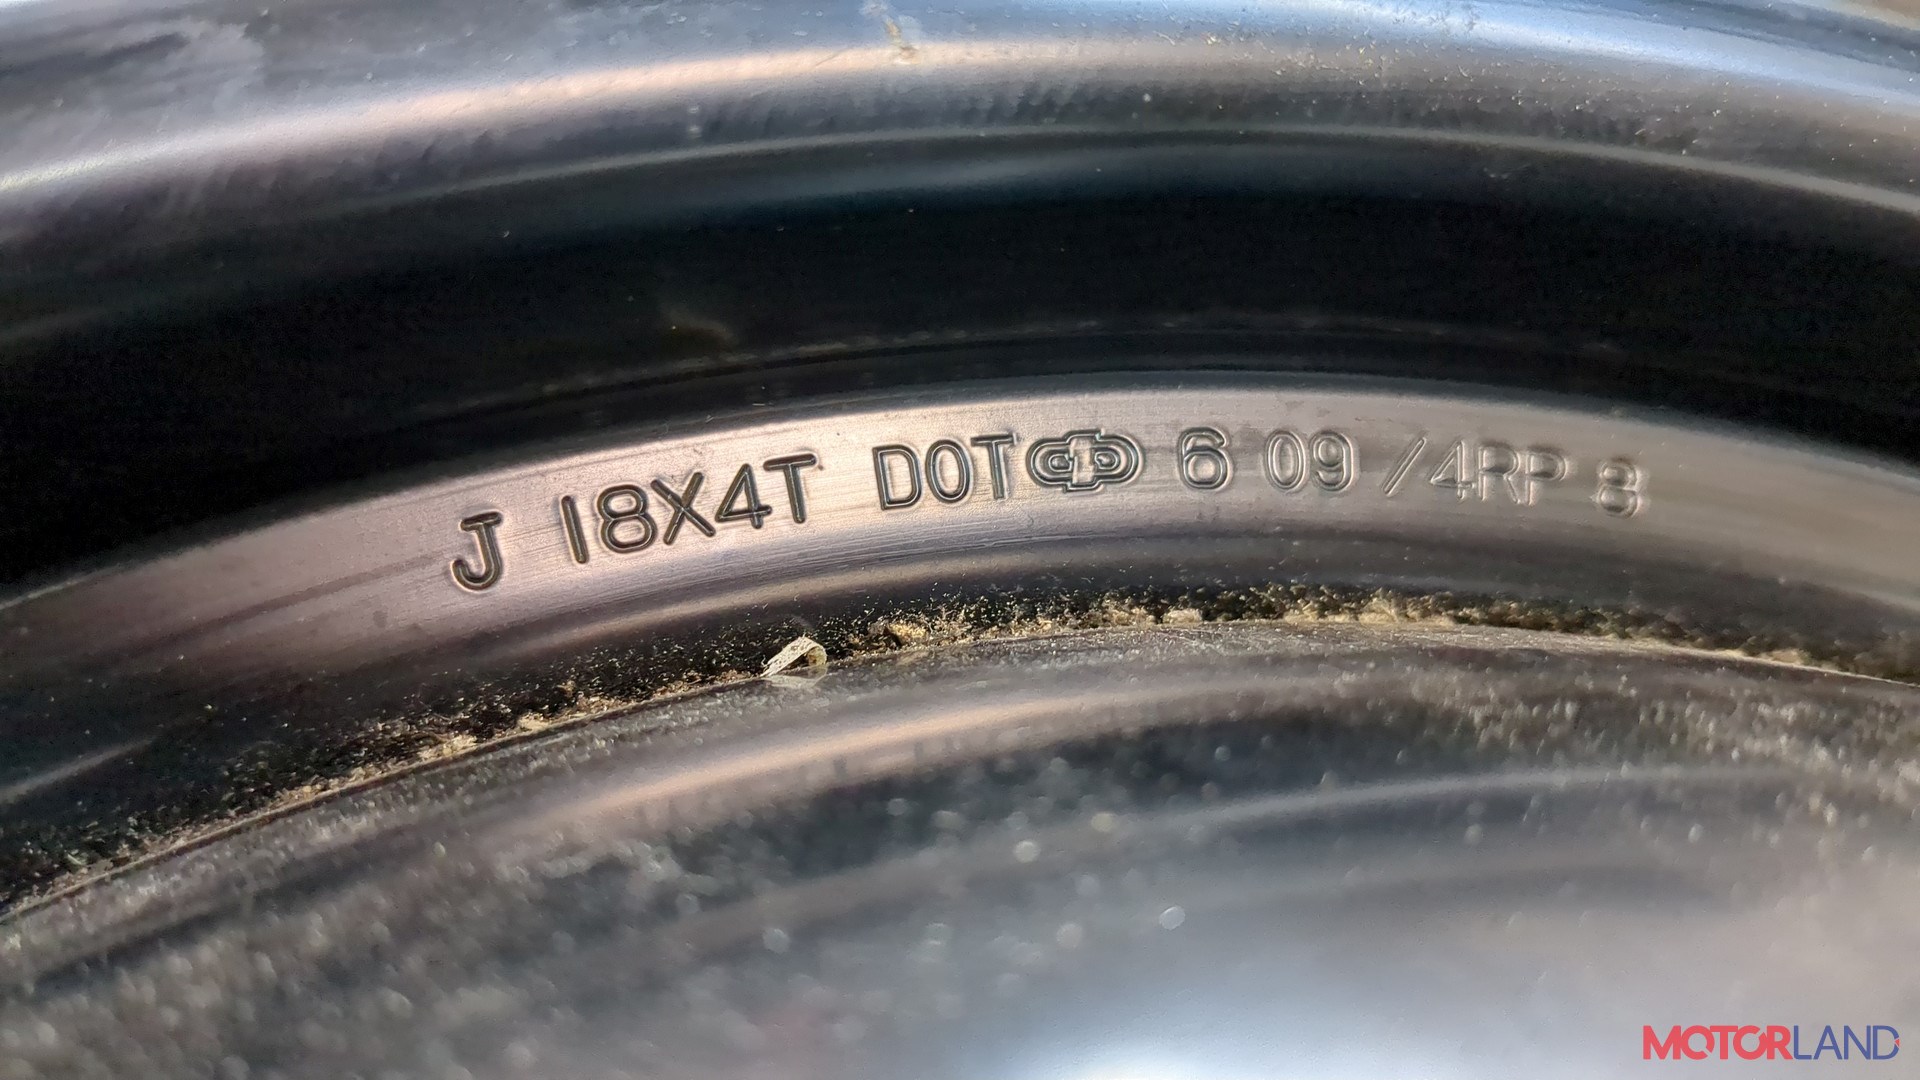 J 18X4T DOT 6 09 /4RP 8
MOTORLAND